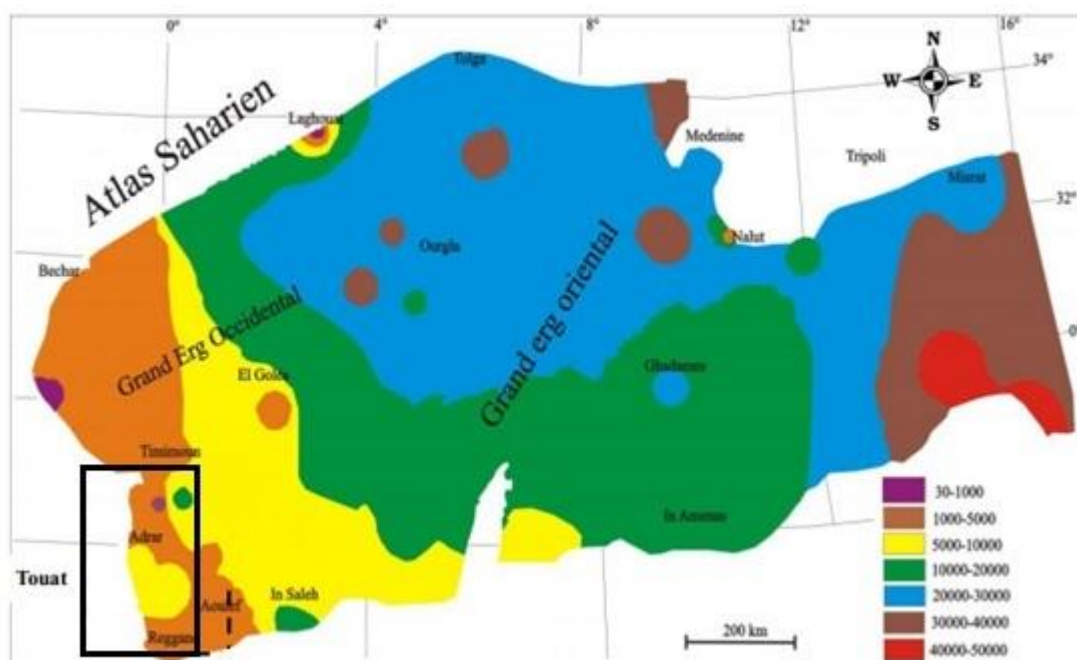 0° 4° 8° 12° 16°
N
34°
W E
S
Tolga
Atlas Saharien
Laghouat
Medenine
Tripoli
Misrat
32°
Ourgla
Nalut
Bechar
Grand Erg Occidental
Grand erg oriental
0
El Golea
Ghadames
Timimoun
30-1000
1000-5000
In Amenas
5000-10000
Adrar
10000-20000
Touat
20000-30000
In Saleh
Aoulef
30000-40000
Reggane
200 km
40000-50000